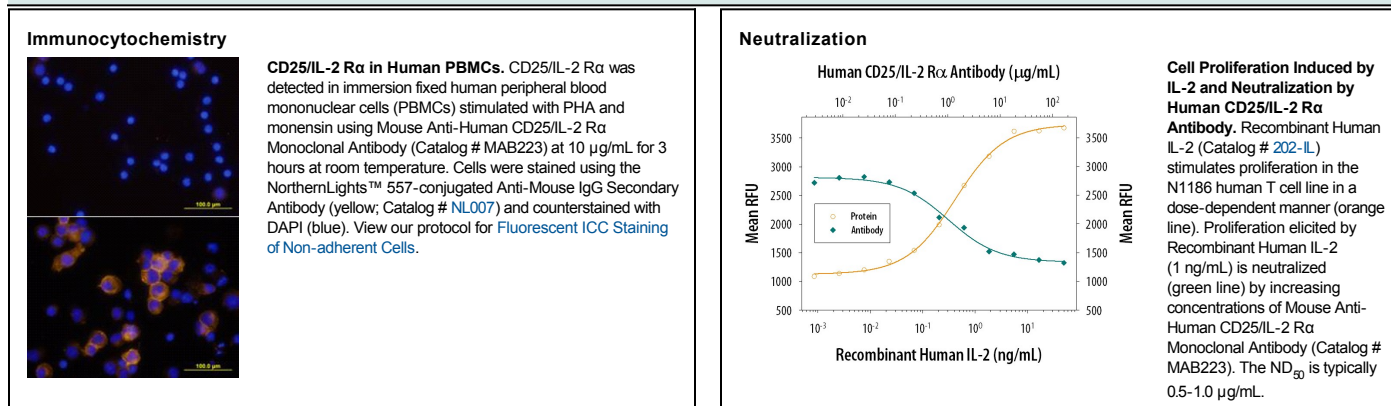 Immunocytochemistry
100.0 µm
100.0 µm
CD25/IL-2 Rα in Human PBMCs. CD25/IL-2 Rα was
detected in immersion fixed human peripheral blood
mononuclear cells (PBMCs) stimulated with PHA and
monensin using Mouse Anti-Human CD25/IL-2 Rα
Monoclonal Antibody (Catalog # MAB223) at 10 µg/mL for 3
hours at room temperature. Cells were stained using the
NorthernLights™ 557-conjugated Anti-Mouse IgG Secondary
Antibody (yellow; Catalog # NL007) and counterstained with
DAPI (blue). View our protocol for Fluorescent ICC Staining
of Non-adherent Cells.
Neutralization
Human CD25/IL-2 Rα Antibody (µg/mL)
10⁻² 10⁻¹ 10⁰ 10¹ 10²
Mean RFU
3500 3500
3000 3000
2500 2500
2000 2000
1500 1500
1000 1000
500 500
Mean RFU
Protein
Antibody
10⁻³ 10⁻² 10⁻¹ 10⁰ 10¹
Recombinant Human IL-2 (ng/mL)
Cell Proliferation Induced by
IL-2 and Neutralization by
Human CD25/IL-2 Rα
Antibody. Recombinant Human
IL-2 (Catalog # 202-IL)
stimulates proliferation in the
N1186 human T cell line in a
dose-dependent manner (orange
line). Proliferation elicited by
Recombinant Human IL-2
(1 ng/mL) is neutralized
(green line) by increasing
concentrations of Mouse Anti-
Human CD25/IL-2 Rα
Monoclonal Antibody (Catalog #
MAB223). The ND₅₀ is typically
0.5-1.0 µg/mL.